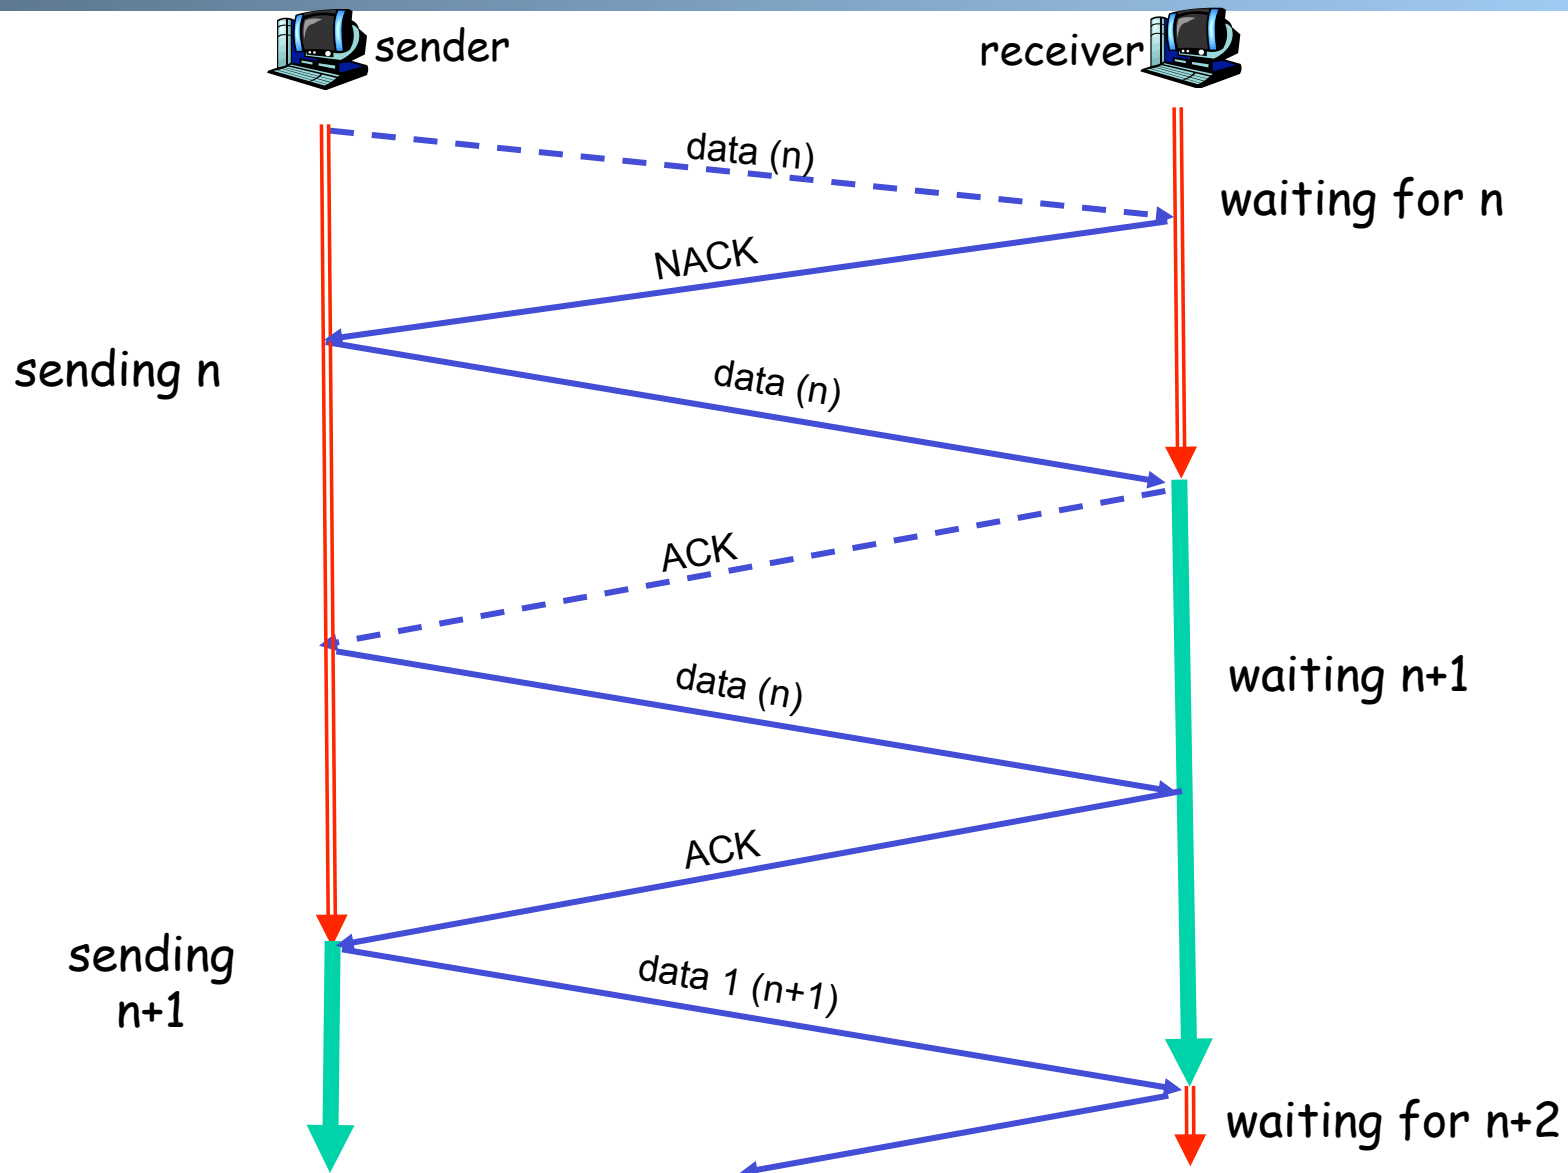 sender
receiver
data (n)
waiting for n
NACK
sending n
data (n)
ACK
data (n)
waiting n+1
ACK
sending
n+1
data 1 (n+1)
waiting for n+2